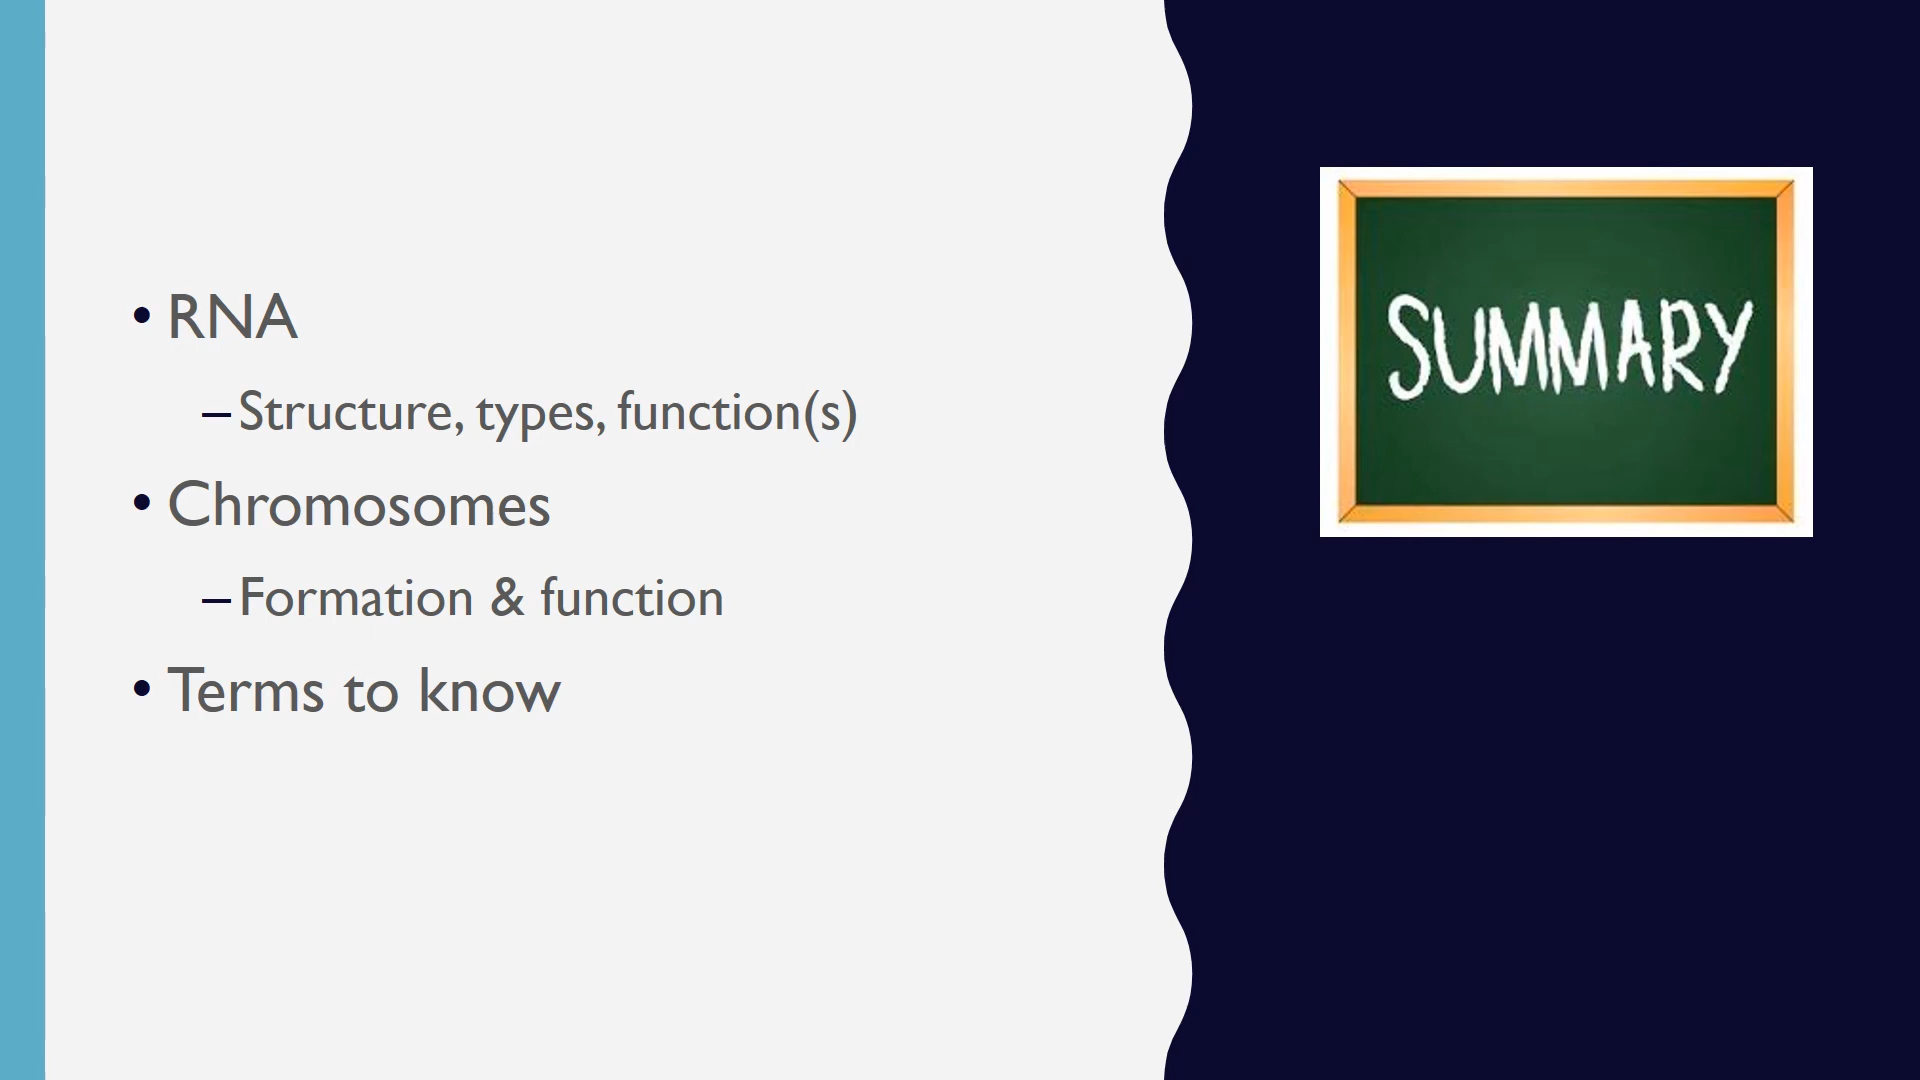 • RNA
– Structure, types, function(s)
• Chromosomes
– Formation & function
• Terms to know
SUMMARY